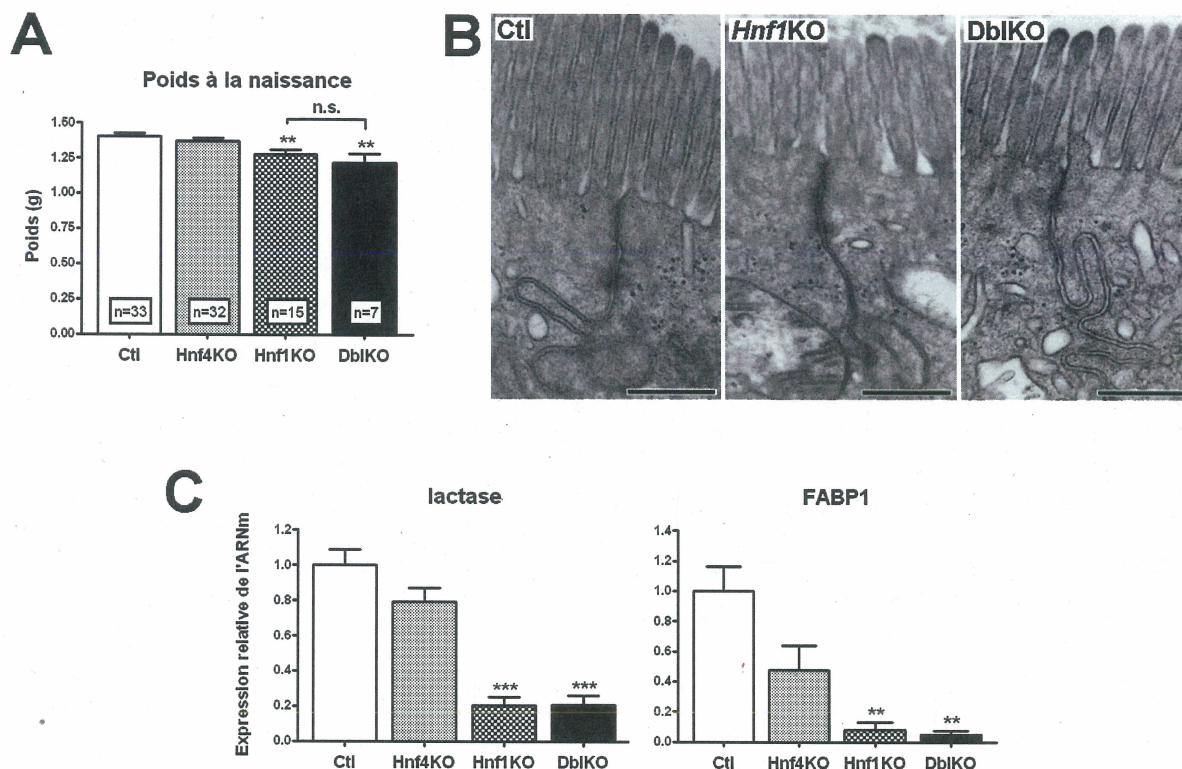 A
Poids à la naissance
n.s.
** **
Poids (g)
1.50
1.25
1.00
0.75
0.50
0.25
0.00
n=33 n=32 n=15 n=7
Ctl Hnf4KO Hnf1KO DblKO
B
Ctl Hnf1KO DblKO
C
lactase
Expression relative de l'ARNm
1.2
1.0
0.8
0.6
0.4
0.2
0.0
*** ***
Ctl Hnf4KO Hnf1KO DblKO
FABP1
1.4
1.2
1.0
0.8
0.6
0.4
0.2
0.0
** **
Ctl Hnf4KO Hnf1KO DblKO